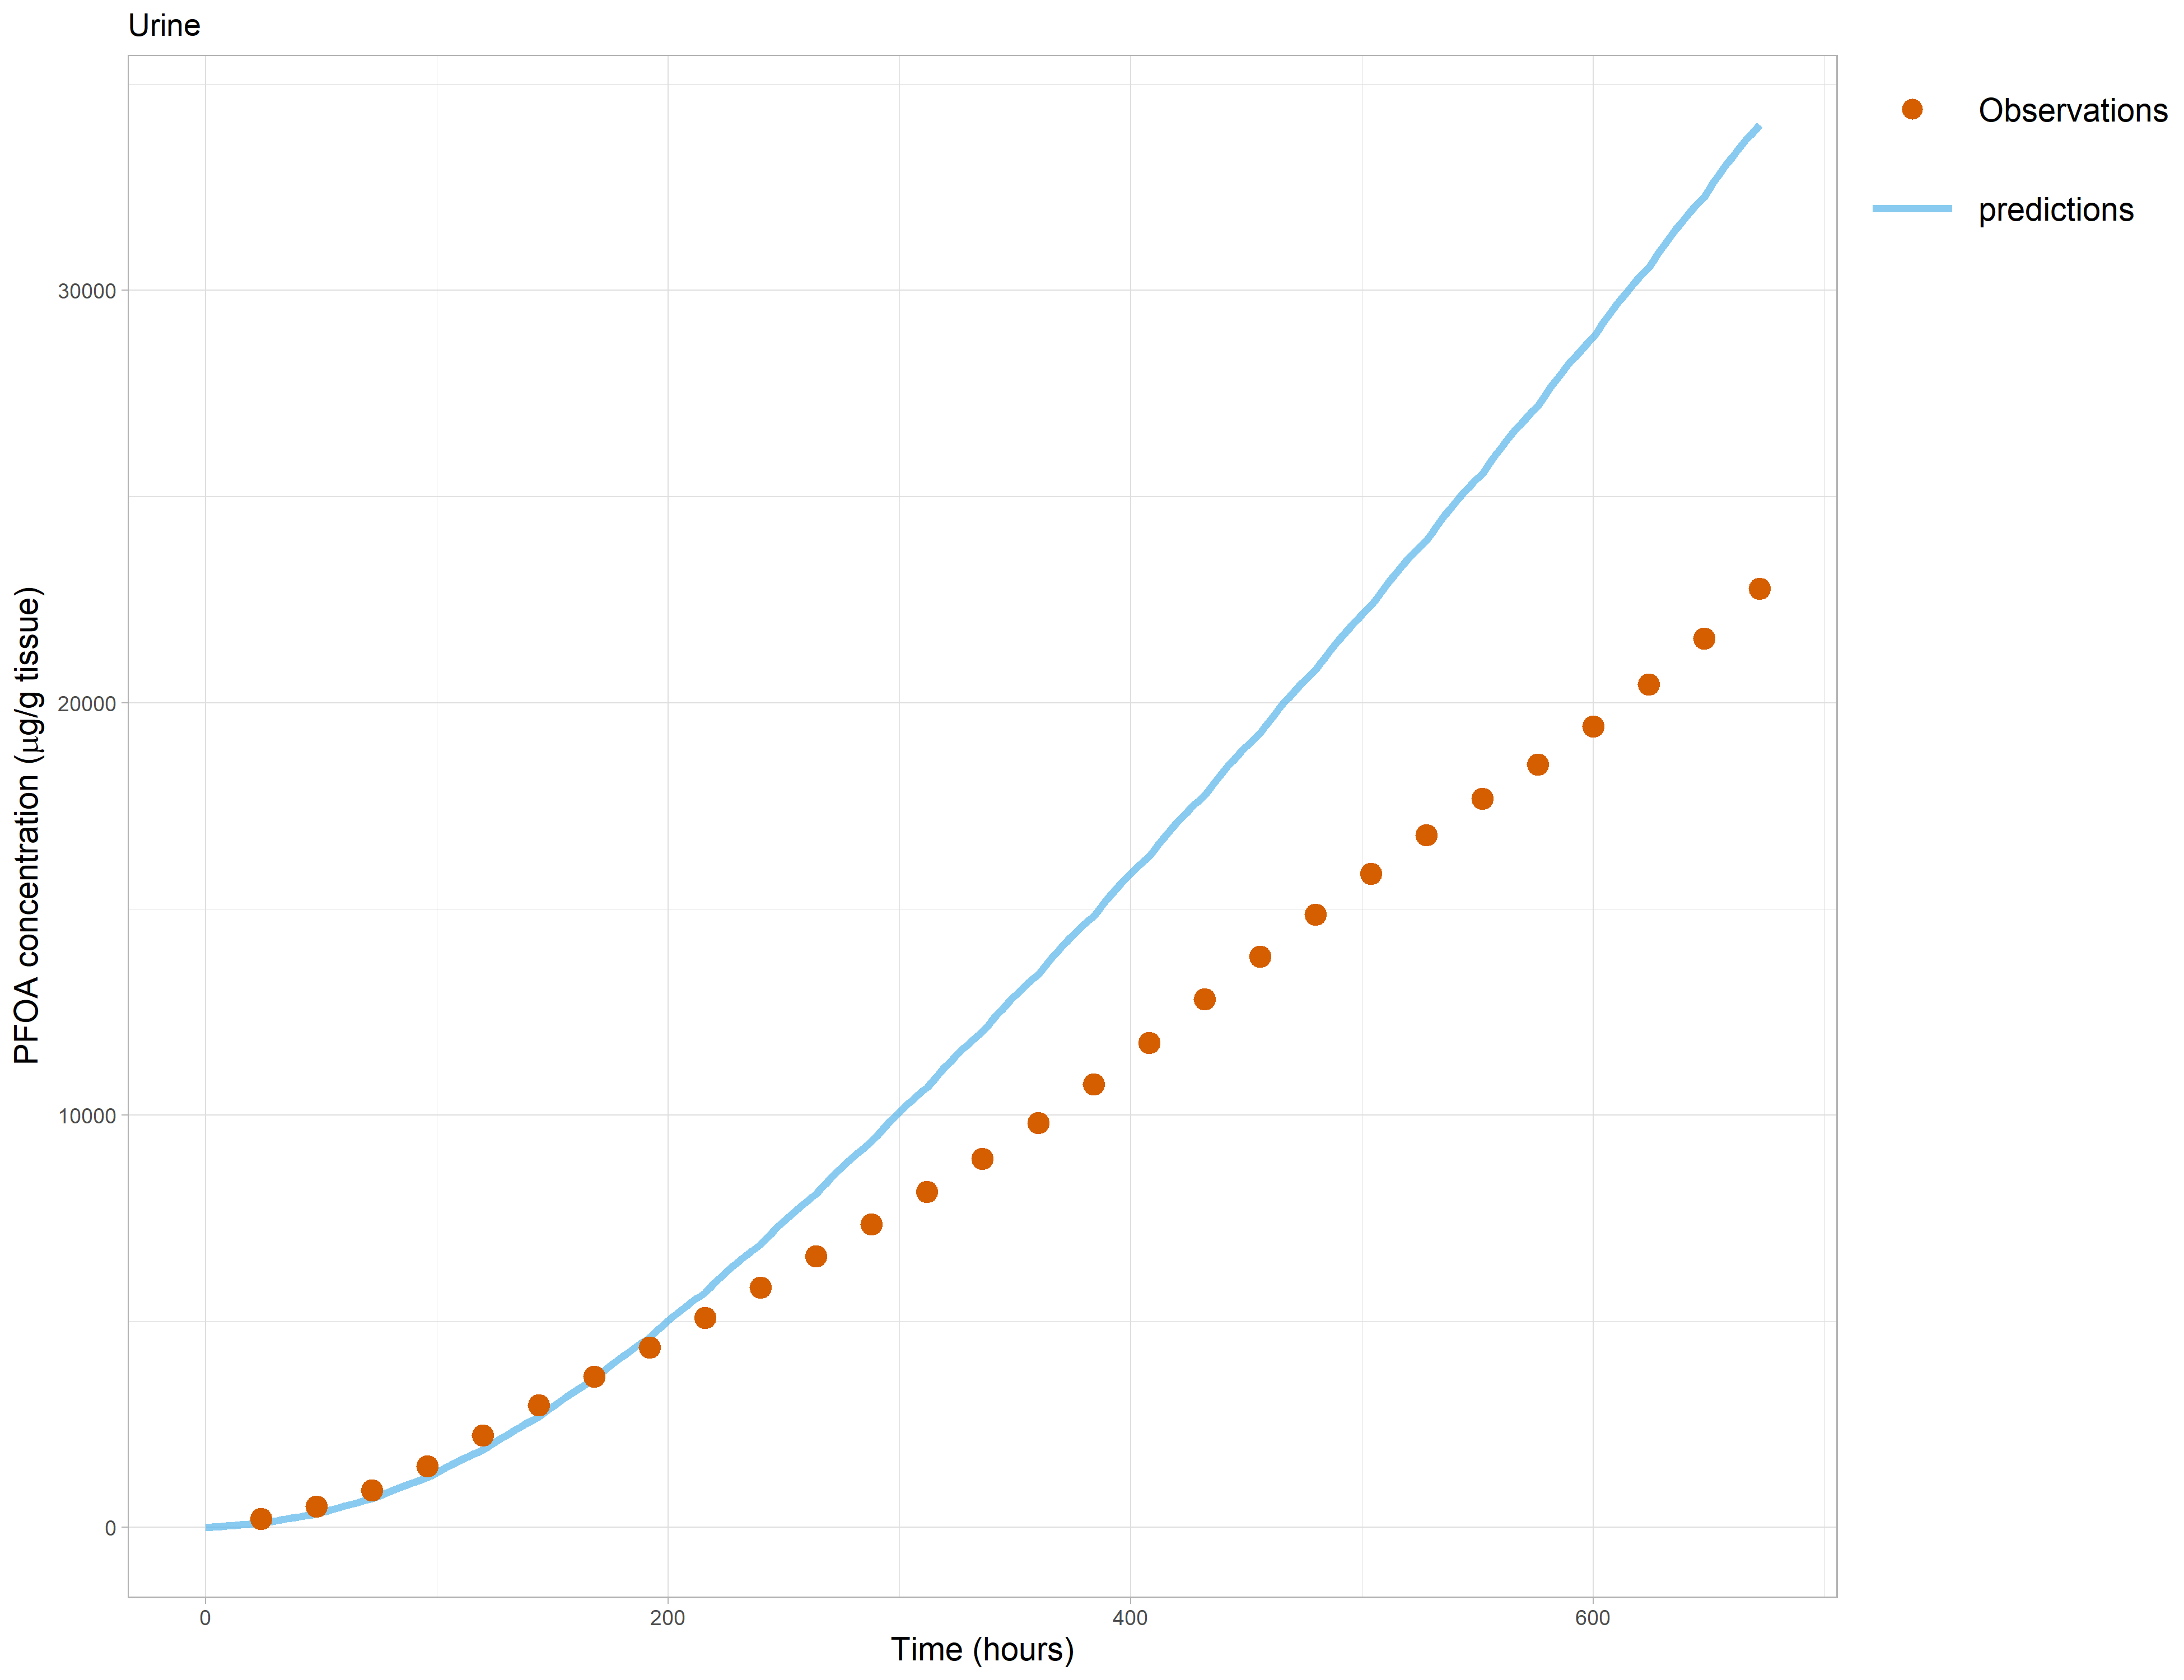 Urine
Observations
predictions
30000
20000
10000
0
PFOA concentration (μg/g tissue)
0 200 400 600
Time (hours)